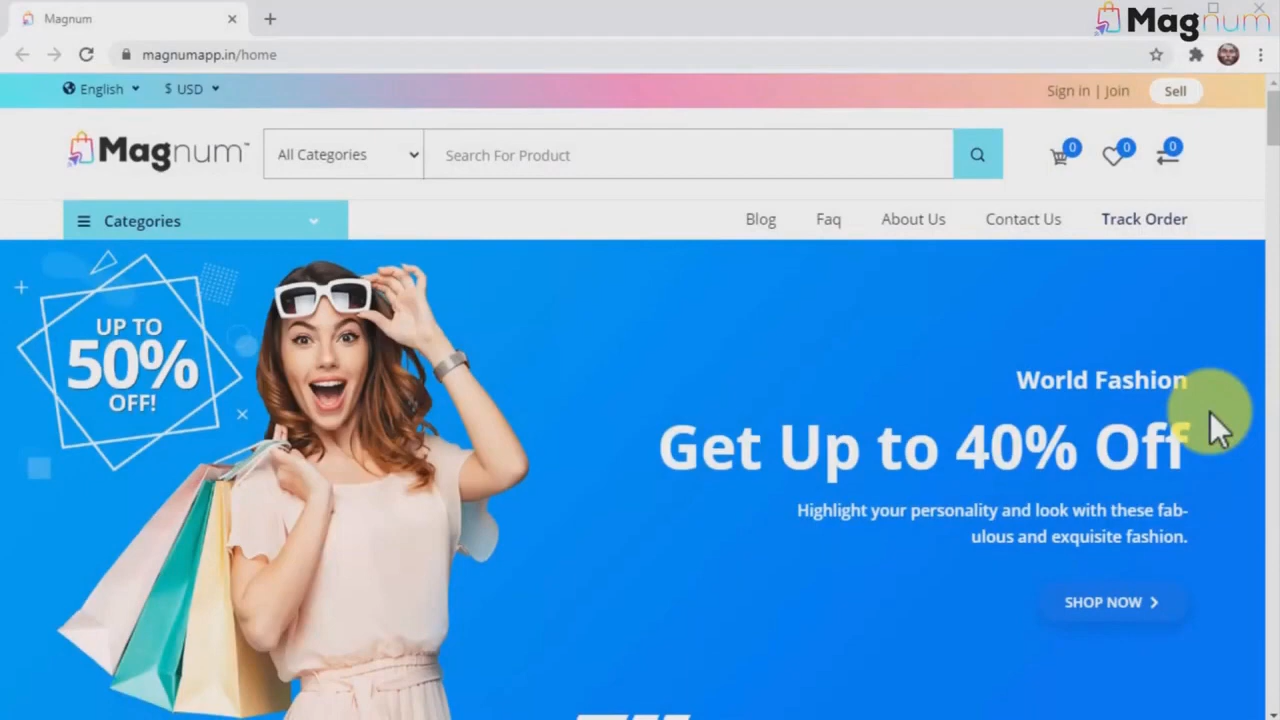 Magnum
Magnum
magnumapp.in/home
English
$ USD
Sign in | Join
Sell
Magnum
All Categories
Search For Product
0
0
0
Categories
Blog
Faq
About Us
Contact Us
Track Order
UP TO
50%
OFF!
World Fashion
Get Up to 40% Off
Highlight your personality and look with these fab-
ulous and exquisite fashion.
SHOP NOW